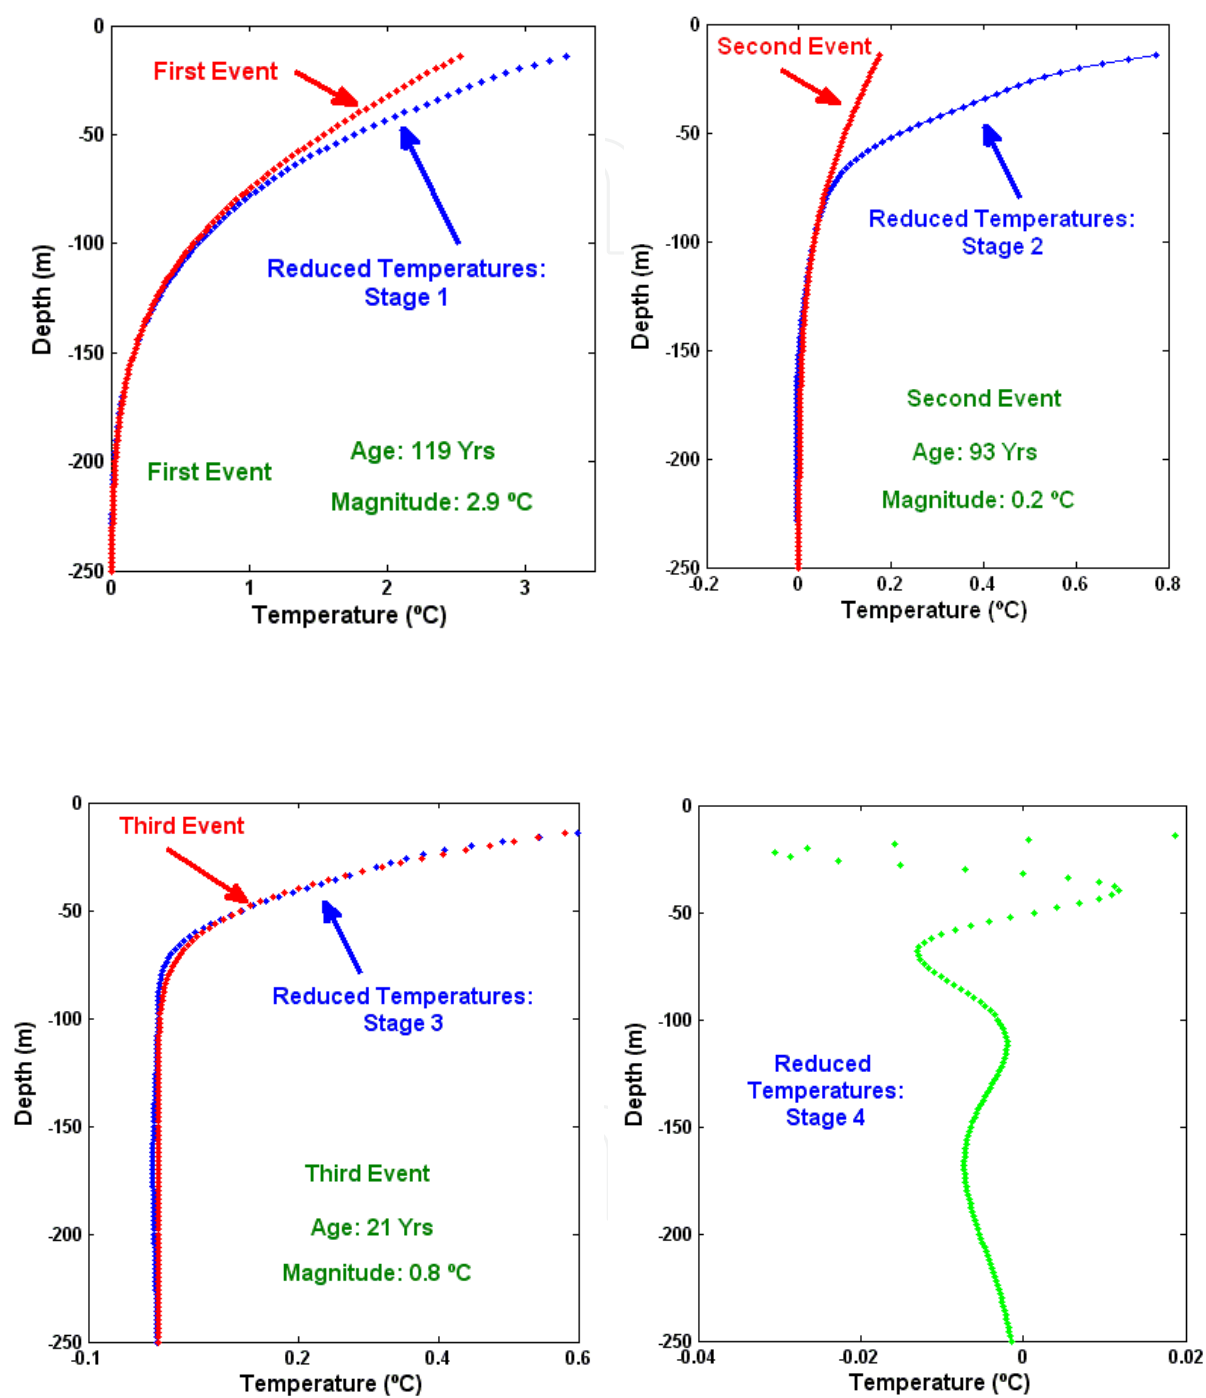 0
First Event
-50
Reduced Temperatures:
Stage 1
-100
Depth (m)
-150
Age: 119 Yrs
-200
First Event
Magnitude: 2.9 ºC
-250
0
1
2
3
Temperature (ºC)
0
Second Event
-50
Reduced Temperatures:
Stage 2
-100
Depth (m)
-150
Second Event
Age: 93 Yrs
-200
Magnitude: 0.2 ºC
-250
-0.2
0
0.2
0.4
0.6
0.8
Temperature (ºC)
0
Third Event
-50
Reduced Temperatures:
Stage 3
-100
Depth (m)
-150
Third Event
-200
Age: 21 Yrs
Magnitude: 0.8 ºC
-250
-0.1
0.2
0.4
0.6
Temperature (ºC)
0
-50
-100
Depth (m)
Reduced
Temperatures:
Stage 4
-150
-200
-250
-0.04
-0.02
0
0.02
Temperature (ºC)